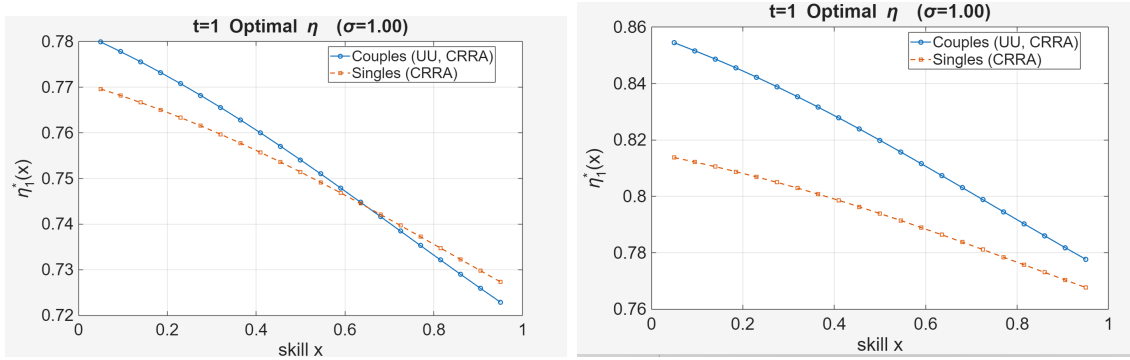 t=1 Optimal η (σ=1.00)
0.78
0.77
0.76
0.75
0.74
0.73
0.72
η₁*(x)
Couples (UU, CRRA)
Singles (CRRA)
0
0.2
0.4
0.6
0.8
1
skill x
t=1 Optimal η (σ=1.00)
0.86
0.84
0.82
0.8
0.78
0.76
η₁*(x)
Couples (UU, CRRA)
Singles (CRRA)
0
0.2
0.4
0.6
0.8
1
skill x